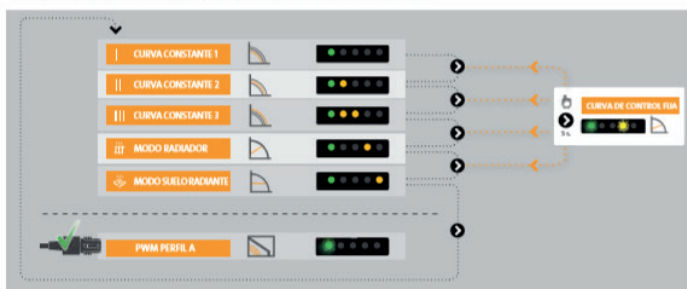 | CURVA CONSTANTE 1
|| CURVA CONSTANTE 2
||| CURVA CONSTANTE 3
MODO RADIADOR
MODO SUELO RADIANTE
PWM PERFIL A
CURVA DE CONTROL FIJA
5 s.